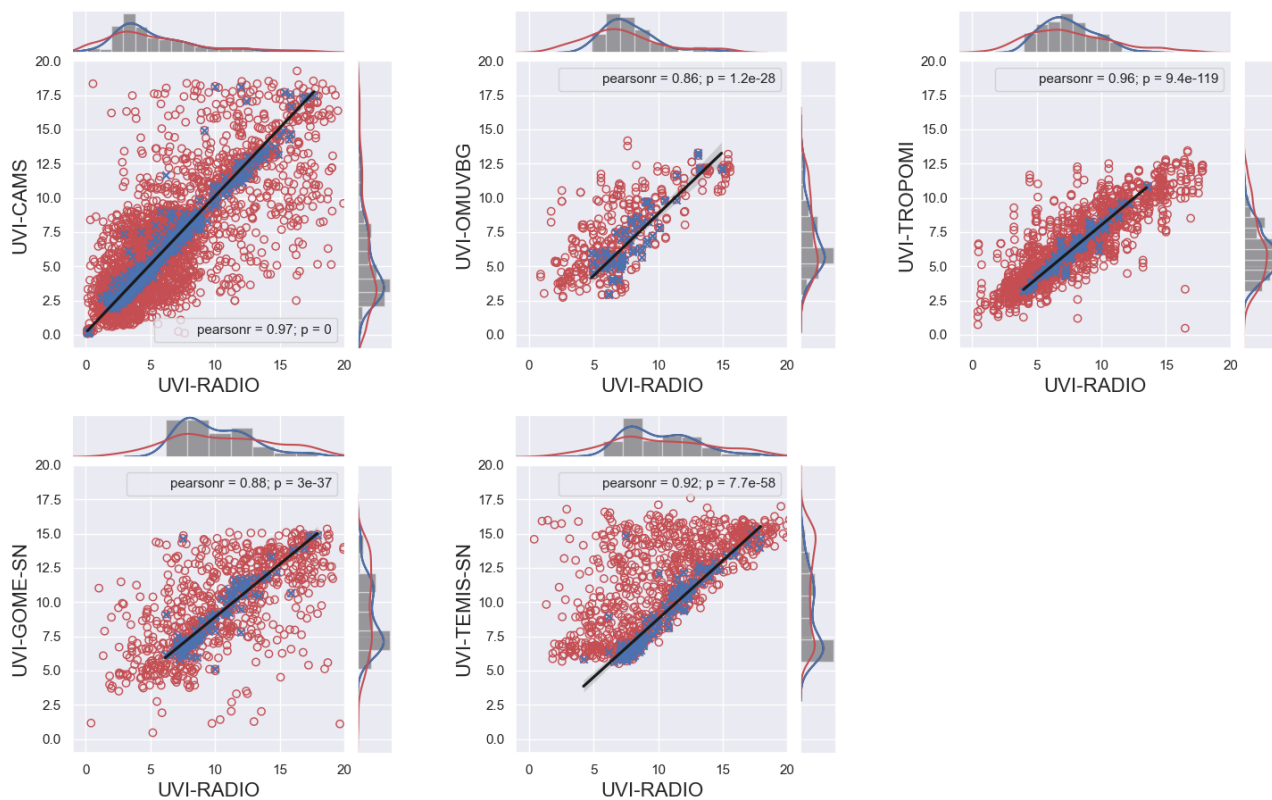 pearsonr = 0.97; p = 0
20.0
17.5
15.0
12.5
10.0
7.5
5.0
2.5
0.0
UVI-CAMS
0 5 10 15 20
UVI-RADIO
pearsonr = 0.86; p = 1.2e-28
20.0
17.5
15.0
12.5
10.0
7.5
5.0
2.5
0.0
UVI-OMUVBG
0 5 10 15 20
UVI-RADIO
pearsonr = 0.96; p = 9.4e-119
20.0
17.5
15.0
12.5
10.0
7.5
5.0
2.5
0.0
UVI-TROPOMI
0 5 10 15 20
UVI-RADIO
pearsonr = 0.88; p = 3e-37
20.0
17.5
15.0
12.5
10.0
7.5
5.0
2.5
0.0
UVI-GOME-SN
0 5 10 15 20
UVI-RADIO
pearsonr = 0.92; p = 7.7e-58
20.0
17.5
15.0
12.5
10.0
7.5
5.0
2.5
0.0
UVI-TEMIS-SN
0 5 10 15 20
UVI-RADIO